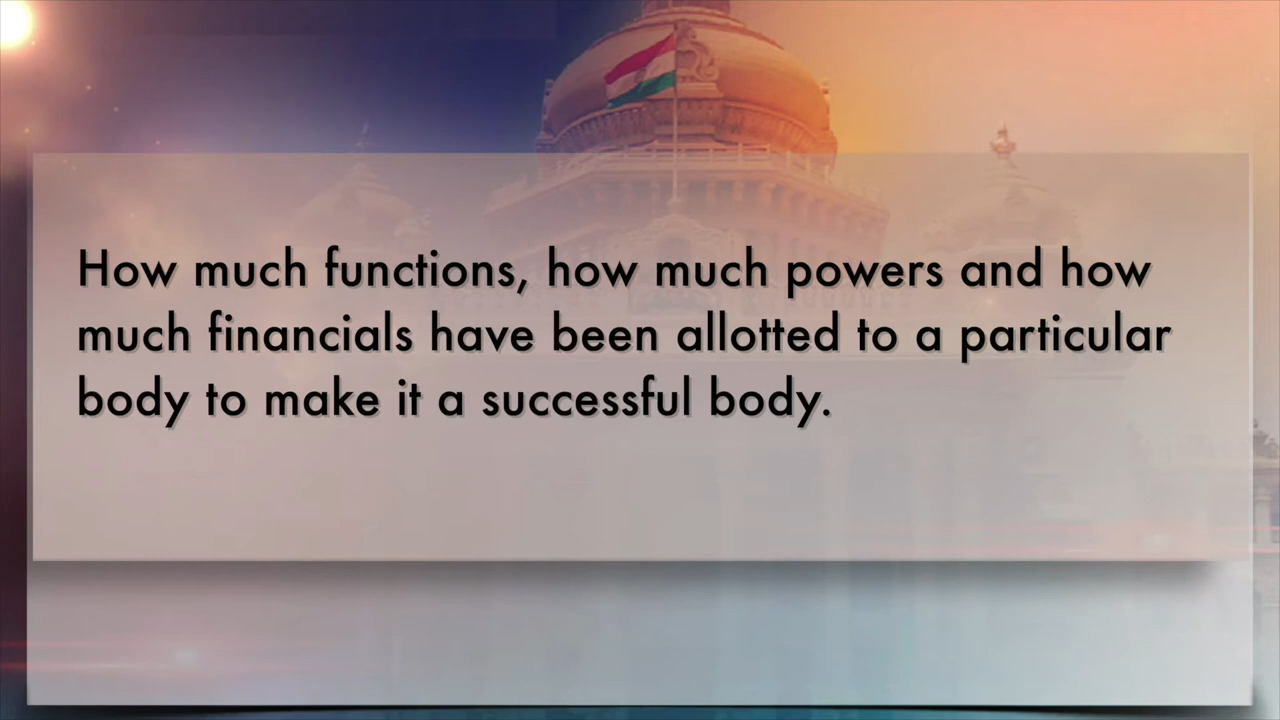 How much functions, how much powers and how
much financials have been allotted to a particular
body to make it a successful body.